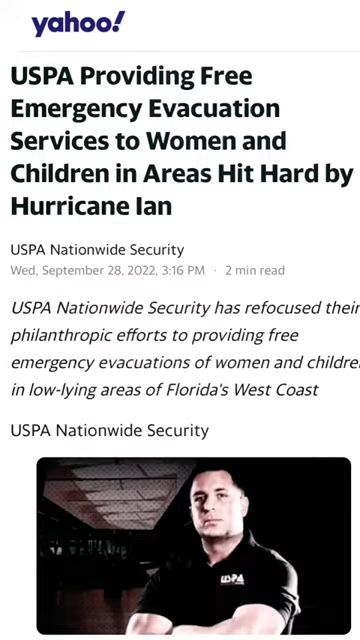 yahoo!
USPA Providing Free
Emergency Evacuation
Services to Women and
Children in Areas Hit Hard by
Hurricane Ian
USPA Nationwide Security
Wed, September 28, 2022, 3:16 PM · 2 min read
USPA Nationwide Security has refocused their
philanthropic efforts to providing free
emergency evacuations of women and childre
in low-lying areas of Florida's West Coast
USPA Nationwide Security
USPA